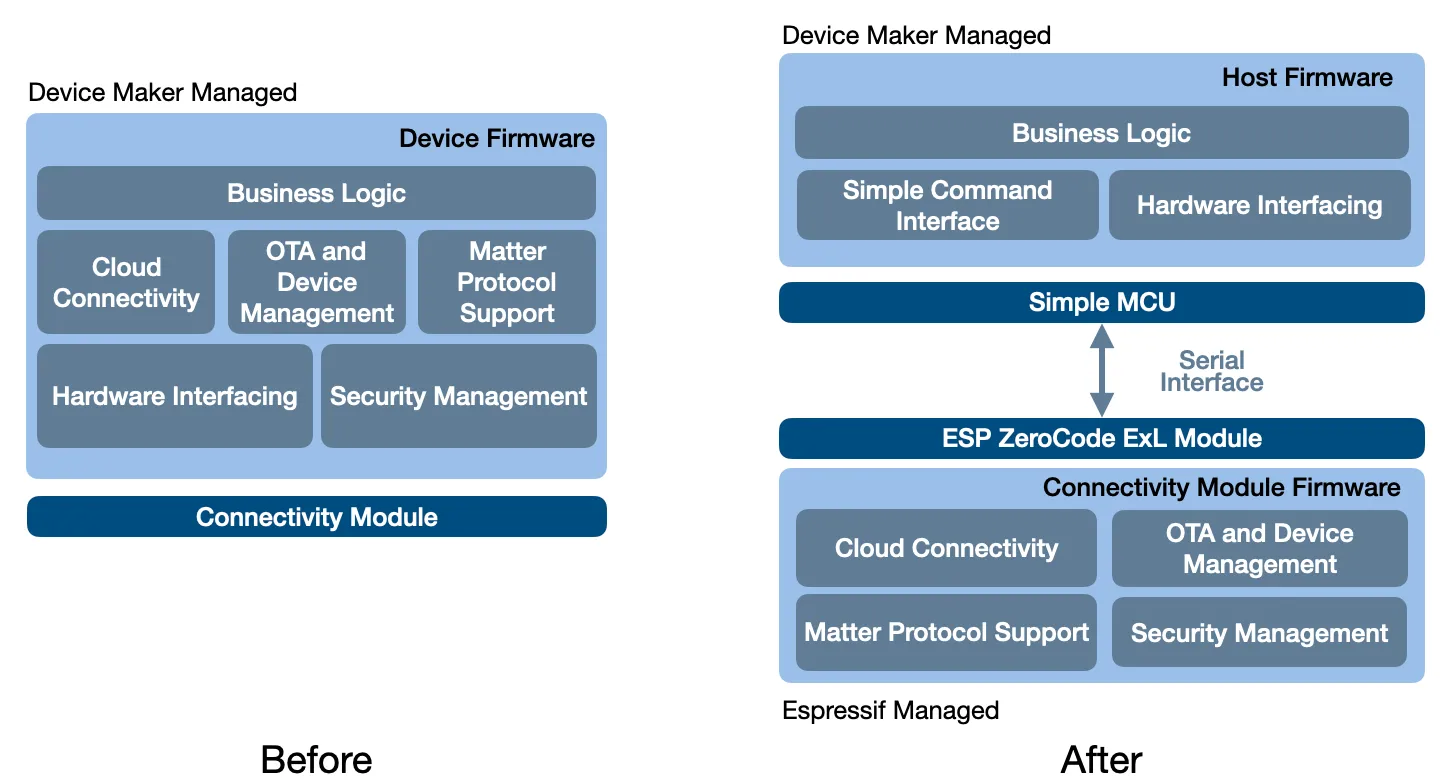 Device Maker Managed
Device Firmware
Business Logic
Cloud
Connectivity
OTA and
Device
Management
Matter
Protocol
Support
Hardware Interfacing
Security Management
Connectivity Module
Before
Device Maker Managed
Host Firmware
Business Logic
Simple Command
Interface
Hardware Interfacing
Simple MCU
Serial
Interface
ESP ZeroCode ExL Module
Connectivity Module Firmware
Cloud Connectivity
OTA and Device
Management
Matter Protocol Support
Security Management
Espressif Managed
After